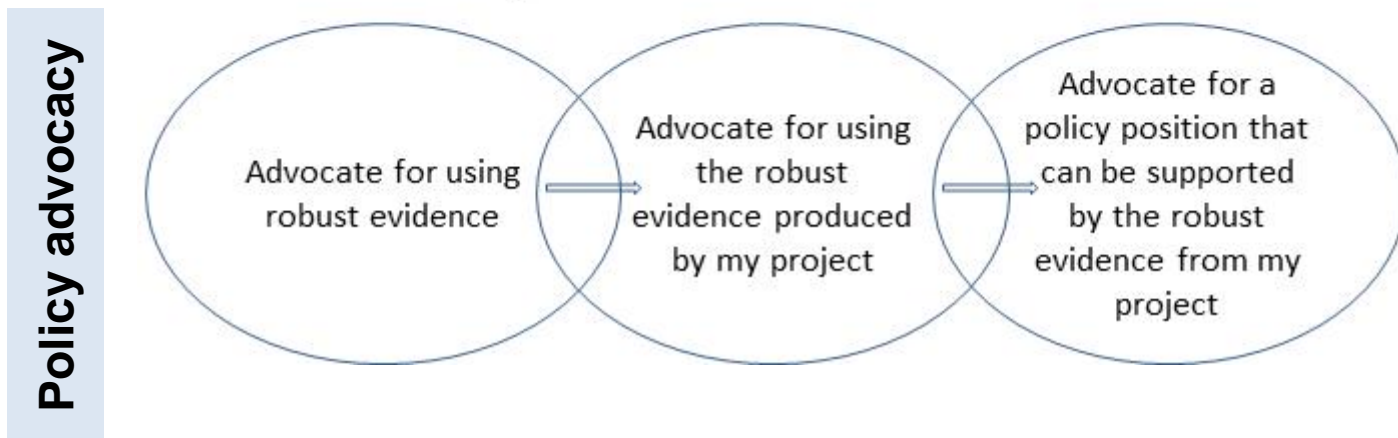 Policy advocacy
Advocate for using
robust evidence
Advocate for using
the robust
evidence produced
by my project
Advocate for a
policy position that
can be supported
by the robust
evidence from my
project